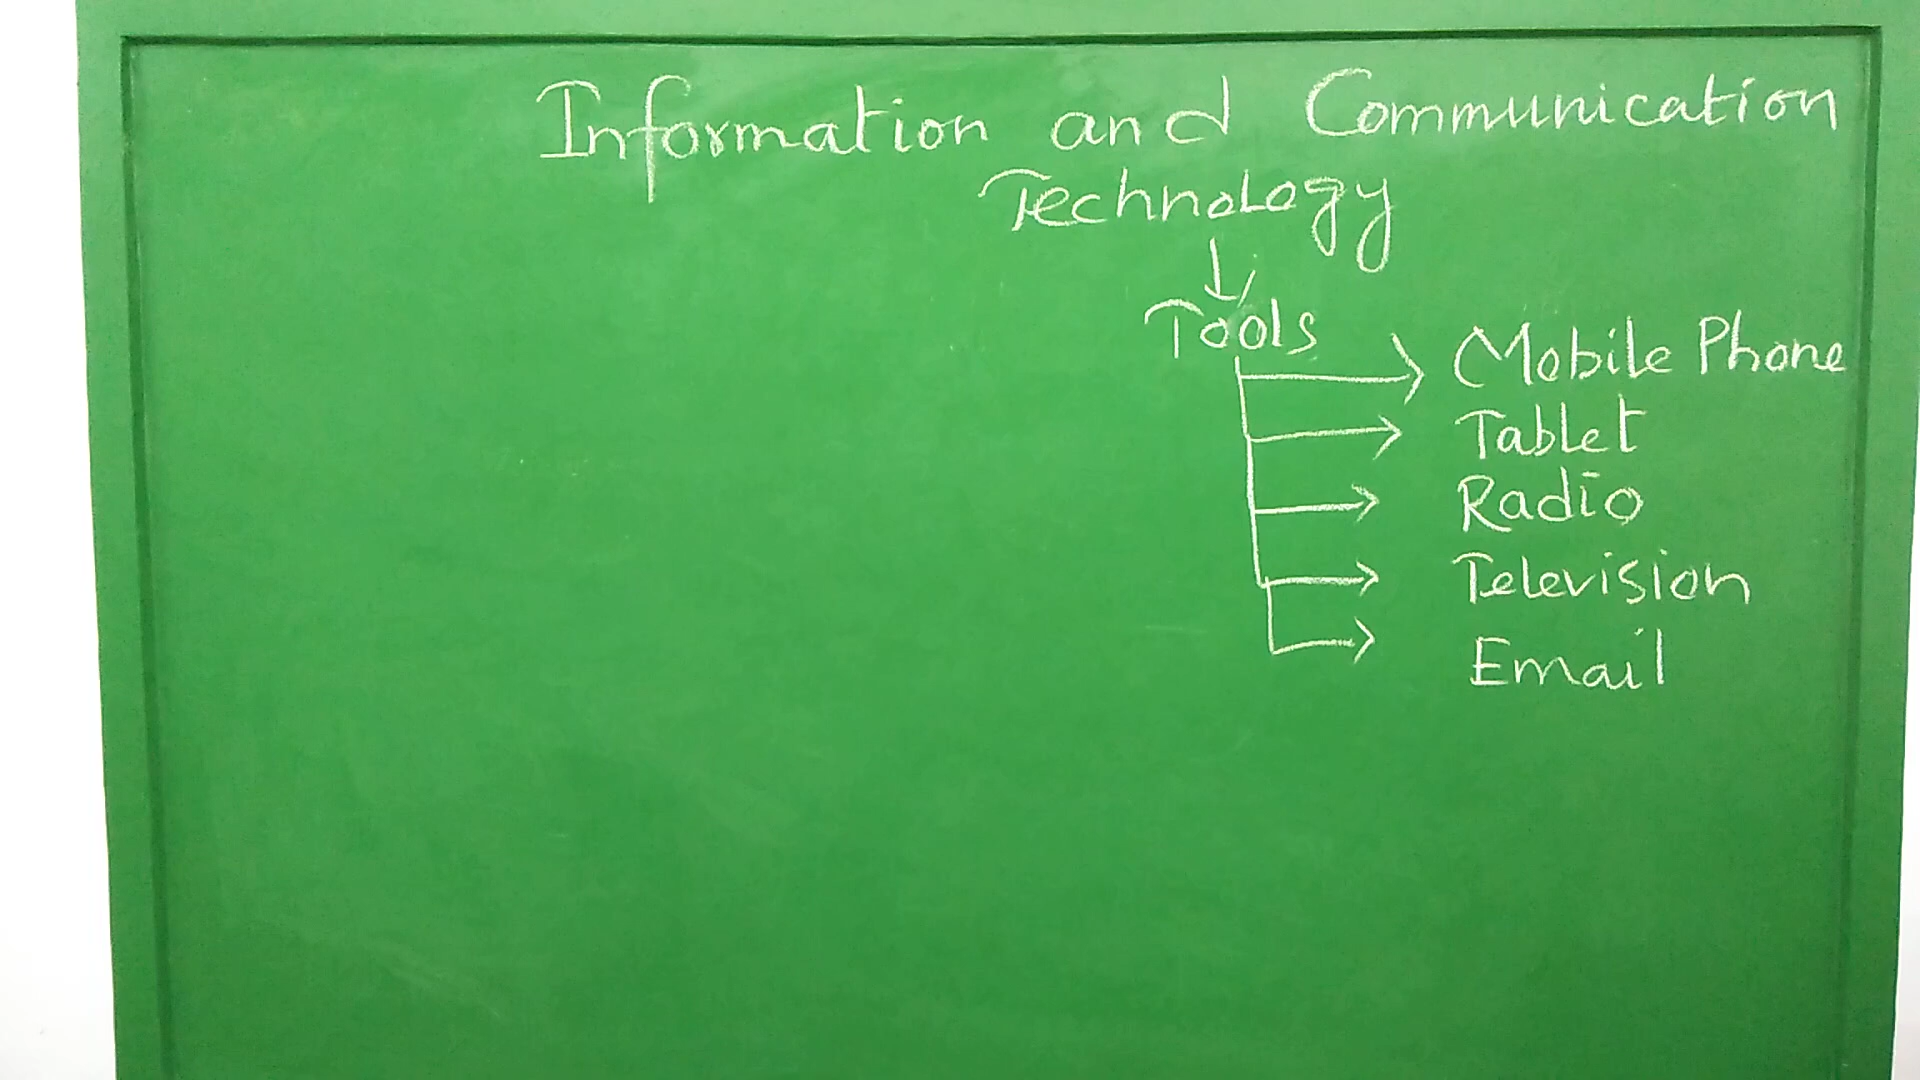 Information and Communication
Technology
Tools
Mobile Phone
Tablet
Radio
Television
Email